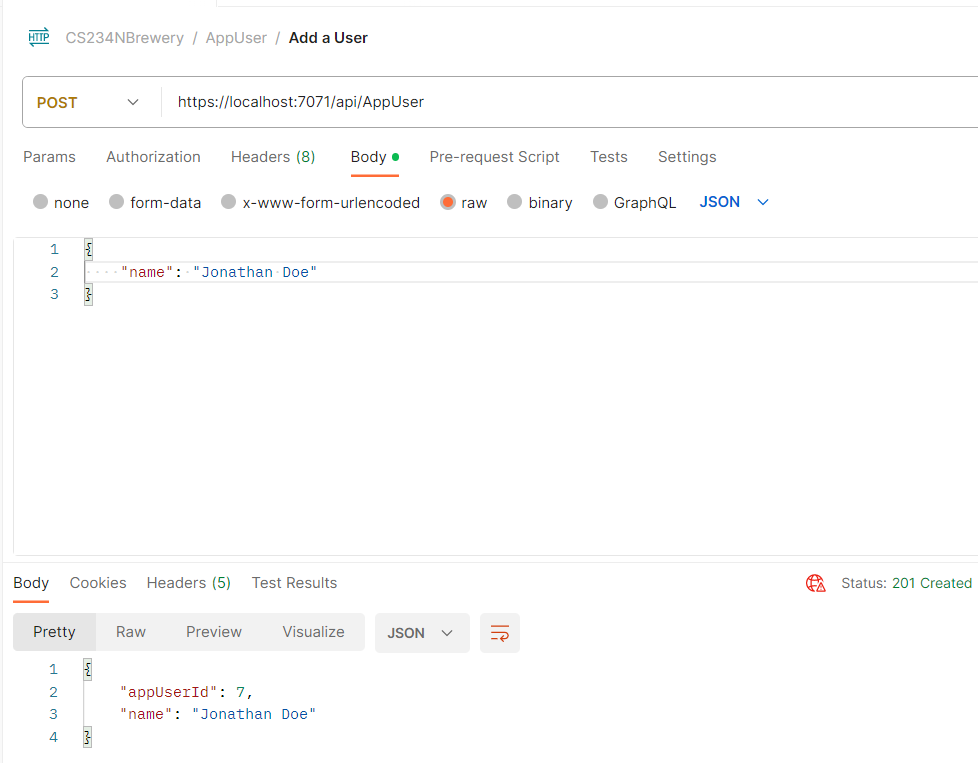 HTTP CS234NBrewery / AppUser / Add a User
POST https://localhost:7071/api/AppUser
Params Authorization Headers (8) Body Pre-request Script Tests Settings
none form-data x-www-form-urlencoded raw binary GraphQL JSON
1 {
2 "name": "Jonathan Doe"
3 }
Body Cookies Headers (5) Test Results Status: 201 Created
Pretty Raw Preview Visualize JSON
1 {
2 "appUserId": 7,
3 "name": "Jonathan Doe"
4 }